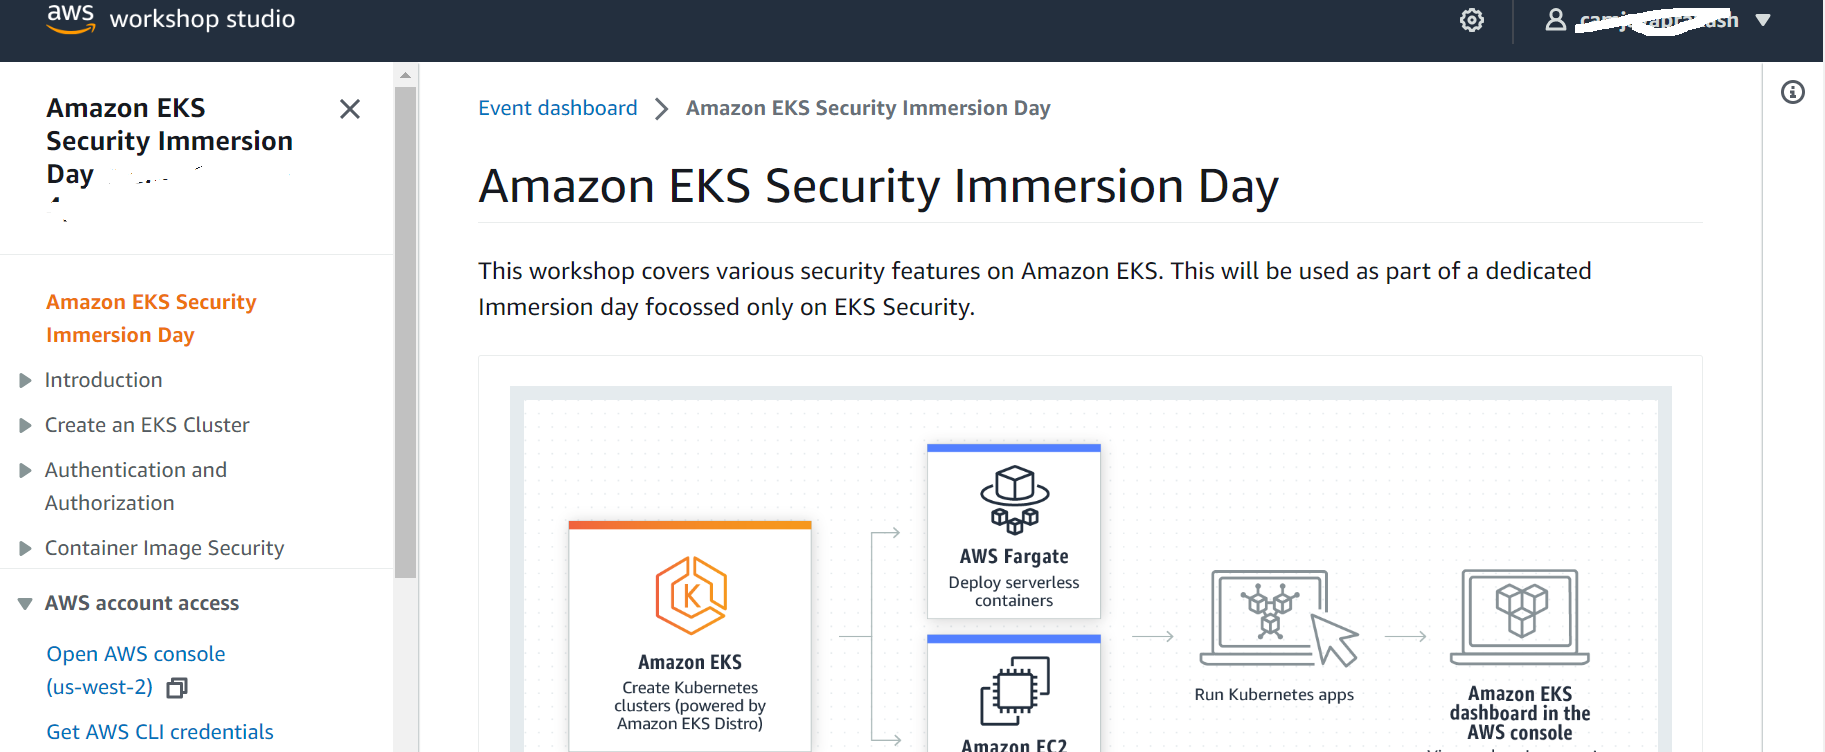 aws workshop studio
Amazon EKS
Security Immersion
Day
Amazon EKS Security
Immersion Day
Introduction
Create an EKS Cluster
Authentication and
Authorization
Container Image Security
AWS account access
Open AWS console
(us-west-2)
Get AWS CLI credentials
Event dashboard
Amazon EKS Security Immersion Day
Amazon EKS Security Immersion Day
This workshop covers various security features on Amazon EKS. This will be used as part of a dedicated
Immersion day focossed only on EKS Security.
Amazon EKS
Create Kubernetes
clusters (powered by
Amazon EKS Distro)
AWS Fargate
Deploy serverless
containers
Amazon EC2
Run Kubernetes apps
Amazon EKS
dashboard in the
AWS console